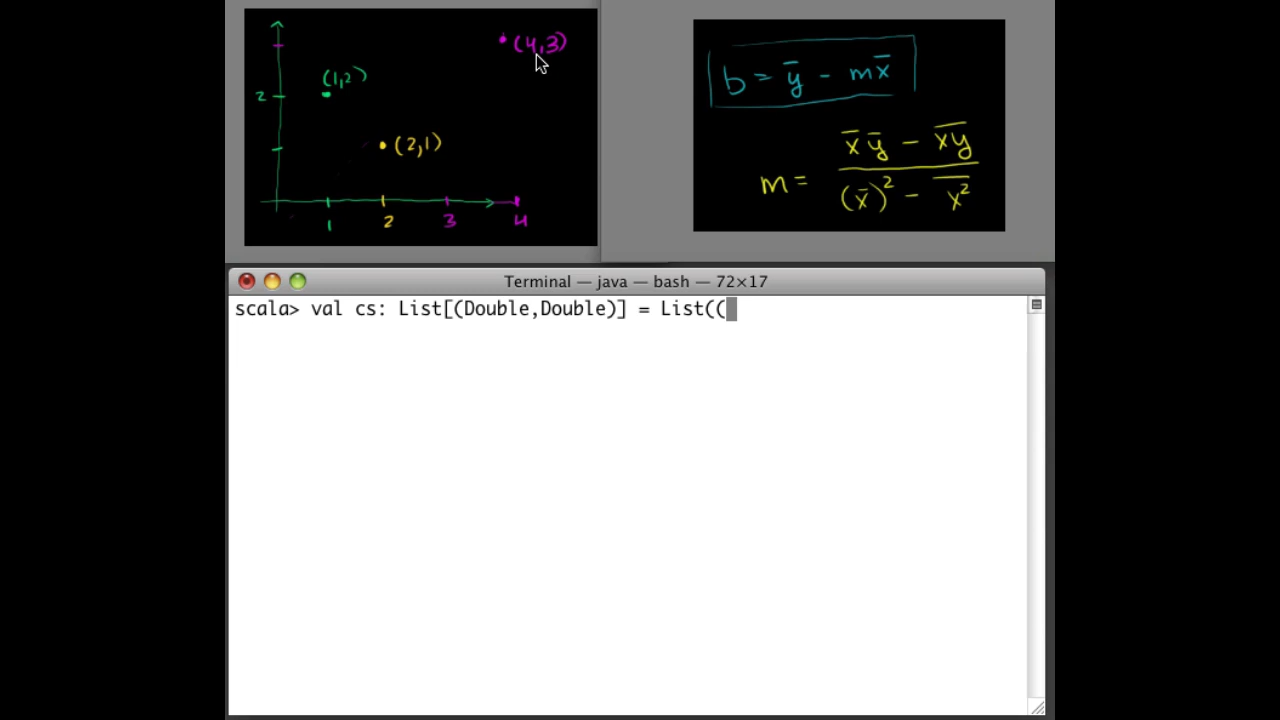 (4,3)
(1,2)
2
(2,1)
1 2 3 4
b = y̅ - mx̅
m = x̅ y̅ - x̅y̅ / (x̅)² - x̅²
Terminal — java — bash — 72×17
scala> val cs: List[(Double,Double)] = List((